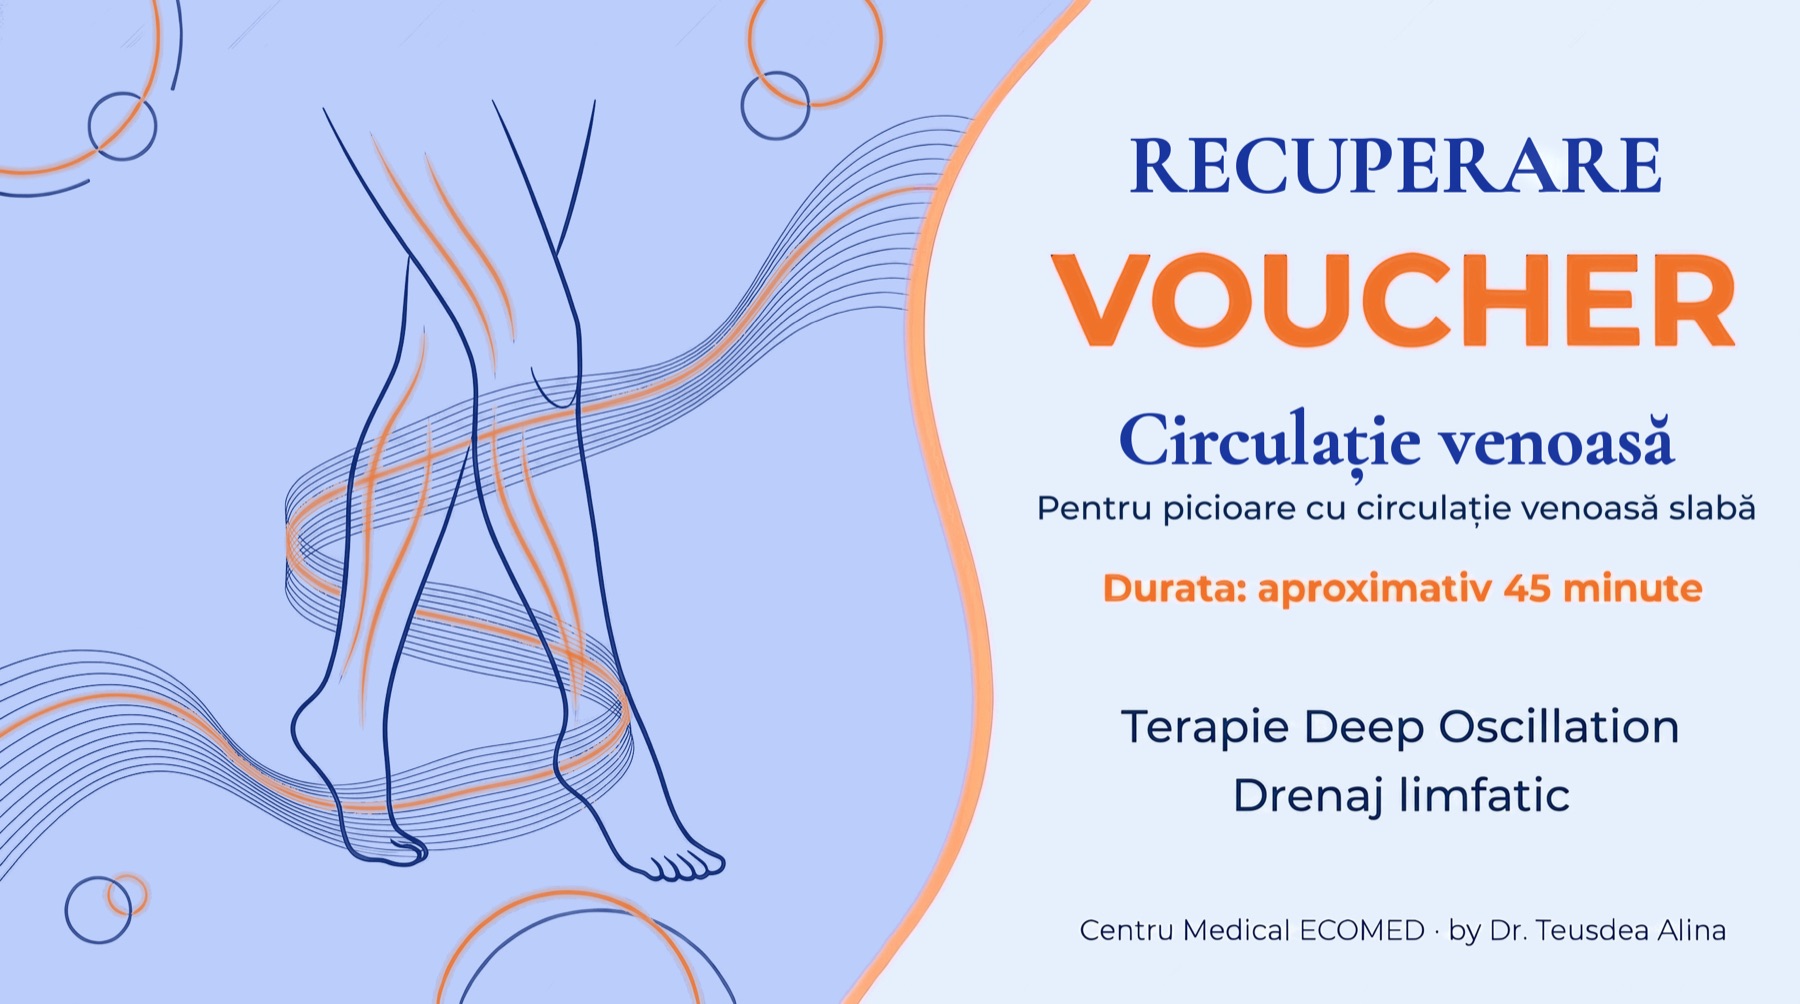 RECUPERARE
VOUCHER
Circulație venoasă
Pentru picioare cu circulație venoasă slabă
Durata: aproximativ 45 minute
Terapie Deep Oscillation
Drenaj limfatic
Centru Medical ECOMED · by Dr. Teusdea Alina